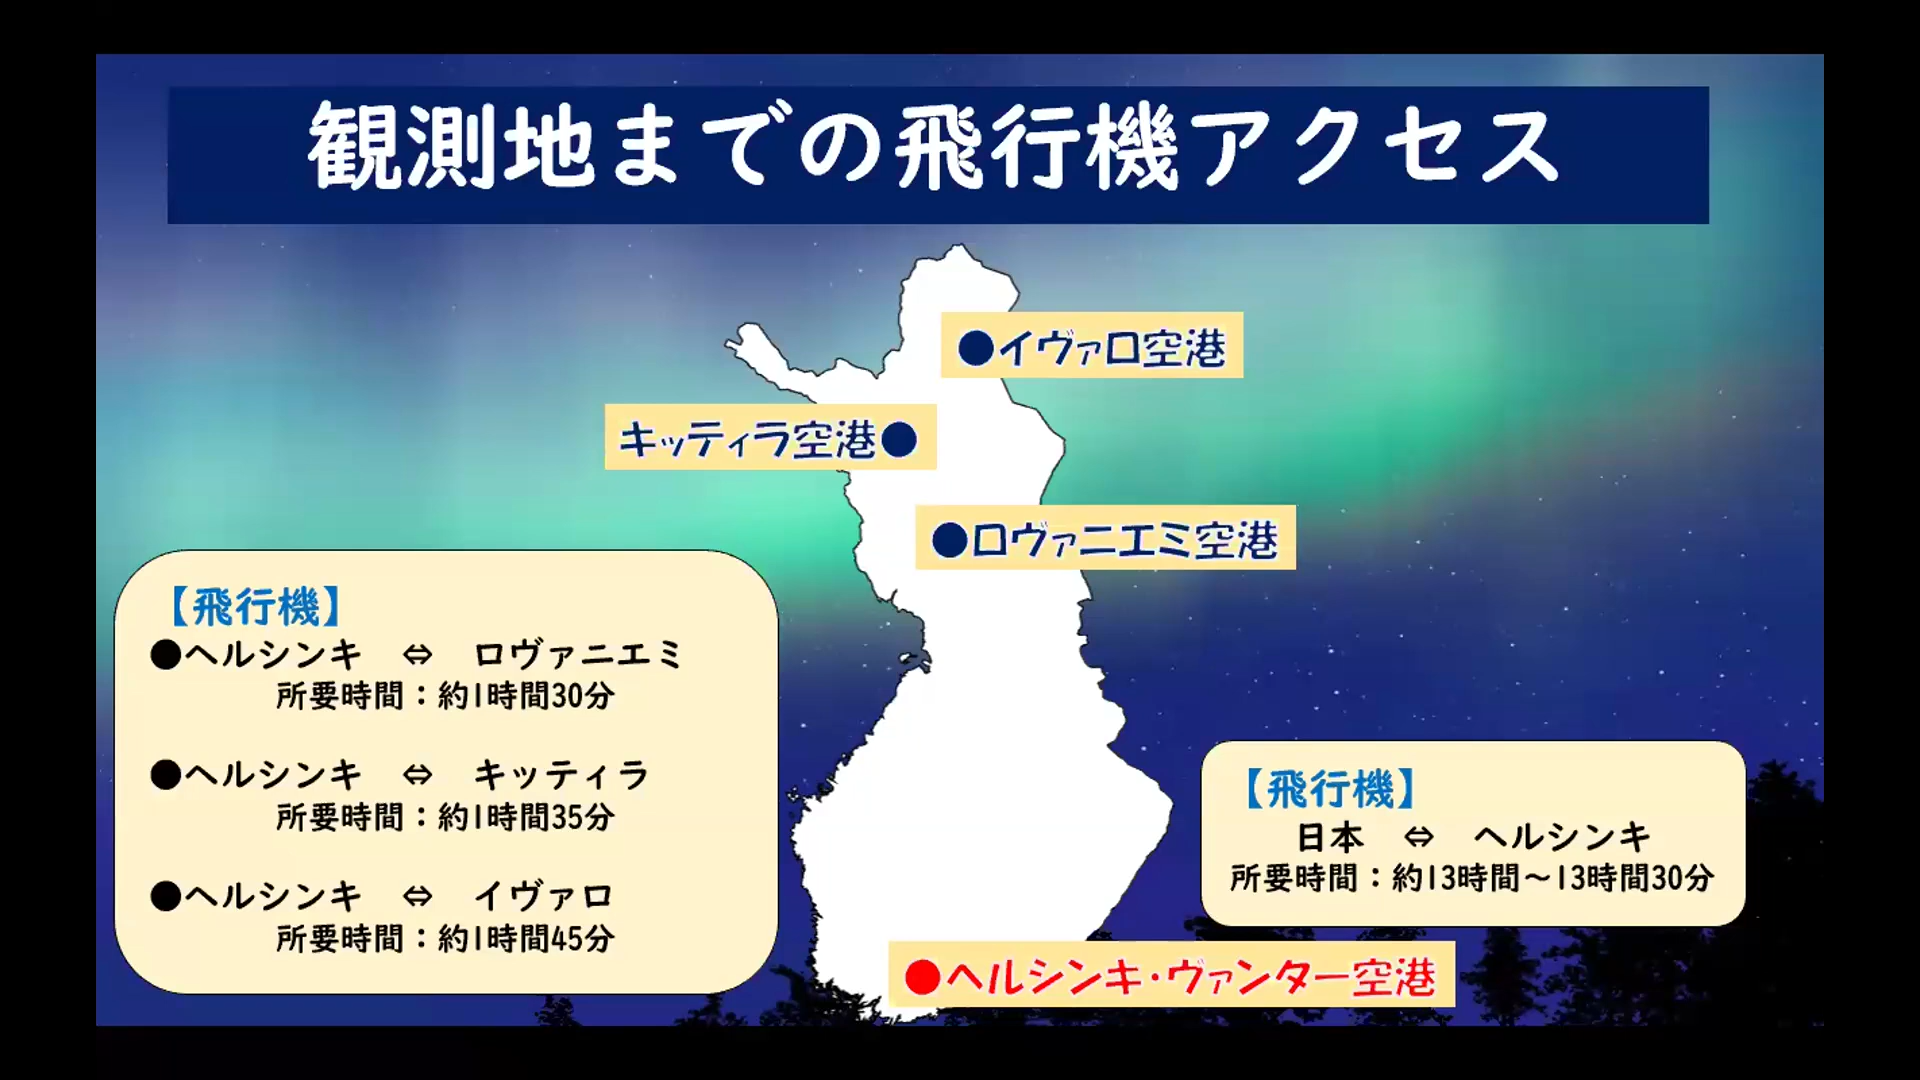 観測地までの飛行機アクセス
●イヴァロ空港
キッティラ空港●
●ロヴァニエミ空港
【飛行機】
●ヘルシンキ ⇔ ロヴァニエミ
所要時間：約1時間30分
●ヘルシンキ ⇔ キッティラ
所要時間：約1時間35分
●ヘルシンキ ⇔ イヴァロ
所要時間：約1時間45分
【飛行機】
日本 ⇔ ヘルシンキ
所要時間：約13時間～13時間30分
●ヘルシンキ・ヴァンター空港